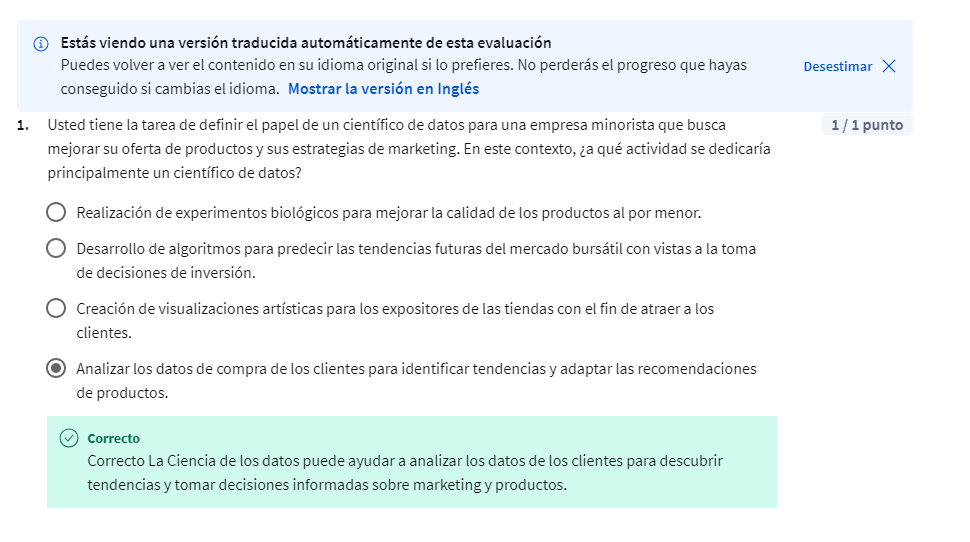 Estás viendo una versión traducida automáticamente de esta evaluación
Puedes volver a ver el contenido en su idioma original si lo prefieres. No perderás el progreso que hayas
conseguido si cambias el idioma. Mostrar la versión en Inglés
Desestimar
1. Usted tiene la tarea de definir el papel de un científico de datos para una empresa minorista que busca
mejorar su oferta de productos y sus estrategias de marketing. En este contexto, ¿a qué actividad se dedicaría
principalmente un científico de datos?
1 / 1 punto
Realización de experimentos biológicos para mejorar la calidad de los productos al por menor.
Desarrollo de algoritmos para predecir las tendencias futuras del mercado bursátil con vistas a la toma
de decisiones de inversión.
Creación de visualizaciones artísticas para los expositores de las tiendas con el fin de atraer a los
clientes.
Analizar los datos de compra de los clientes para identificar tendencias y adaptar las recomendaciones
de productos.
Correcto
Correcto La Ciencia de los datos puede ayudar a analizar los datos de los clientes para descubrir
tendencias y tomar decisiones informadas sobre marketing y productos.